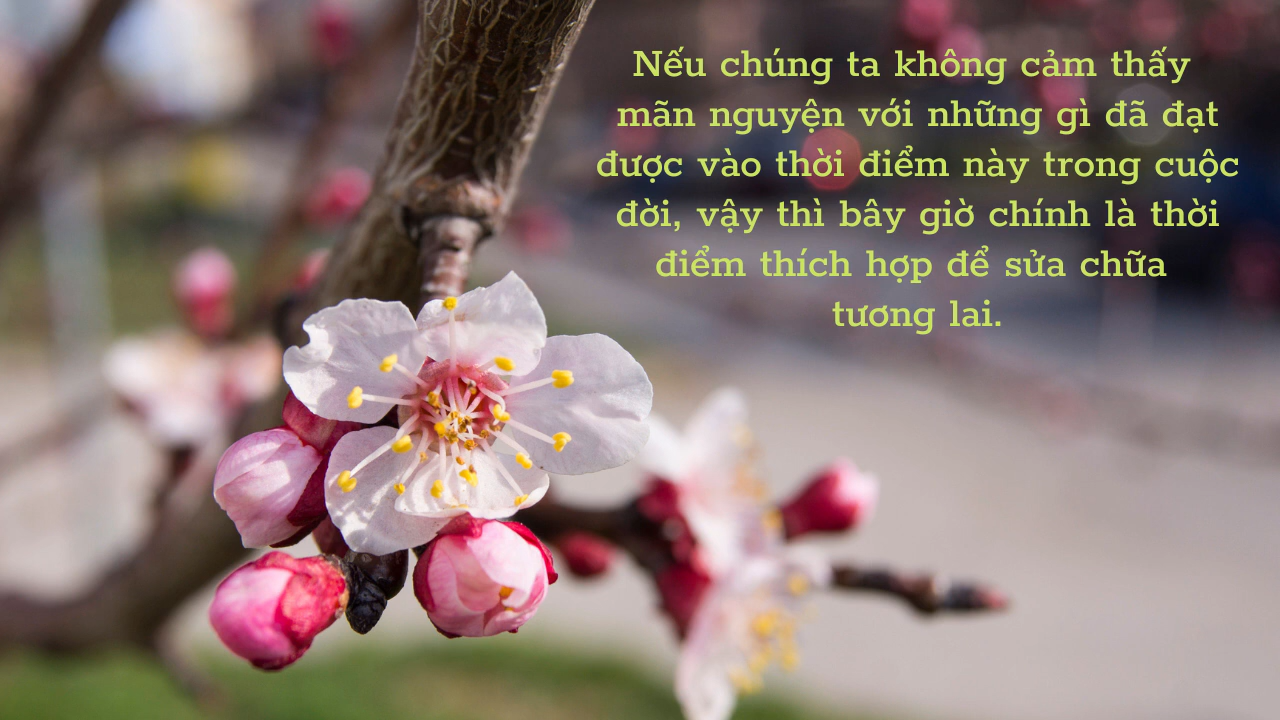 Nếu chúng ta không cảm thấy
mãn nguyện với những gì đã đạt
được vào thời điểm này trong cuộc
đời, vậy thì bây giờ chính là thời
điểm thích hợp để sửa chữa
tương lai.